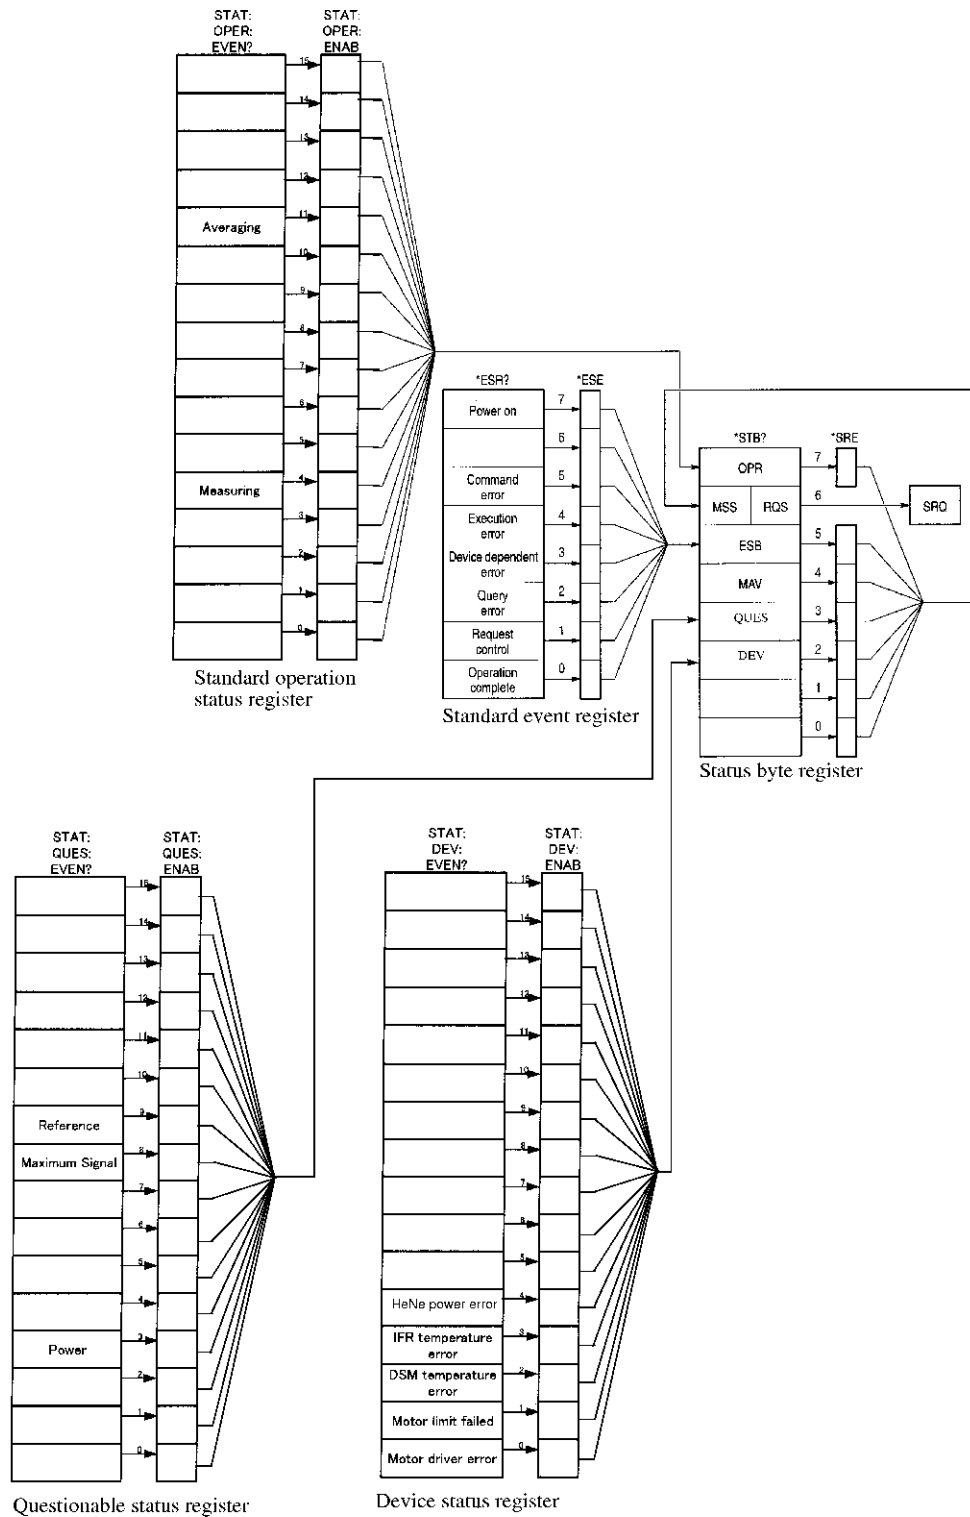 STAT:
OPER:
EVEN?
STAT:
OPER:
ENAB
15
14
13
12
Averaging
11
10
9
8
7
6
5
Measuring
4
3
2
1
0
Standard operation
status register
*ESR?
*ESE
Power on
7
6
Command
error
5
Execution
error
4
Device dependent
error
3
Query
error
2
Request
control
1
Operation
complete
0
Standard event register
*STB?
*SRE
OPR
7
MSS
RQS
6
SRQ
ESB
5
MAV
4
QUES
3
DEV
2
1
0
Status byte register
STAT:
QUES:
EVEN?
STAT:
QUES:
ENAB
15
14
13
12
11
10
Reference
9
Maximum Signal
8
7
6
5
4
Power
3
2
1
0
Questionable status register
STAT:
DEV:
EVEN?
STAT:
DEV:
ENAB
15
14
13
12
11
10
9
8
7
6
5
HeNe power error
4
IFR temperature
error
3
DSM temperature
error
2
Motor limit failed
1
Motor driver error
0
Device status register